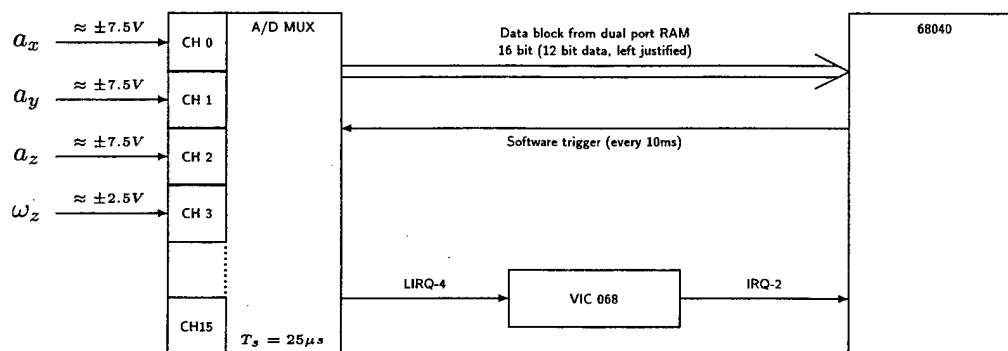 a_x
≈ ±7.5V
CH 0
A/D MUX
Data block from dual port RAM
16 bit (12 bit data, left justified)
68040
a_y
≈ ±7.5V
CH 1
Software trigger (every 10ms)
a_z
≈ ±7.5V
CH 2
ω_z
≈ ±2.5V
CH 3
LIRQ-4
VIC 068
IRQ-2
CH15
T_s = 25μs